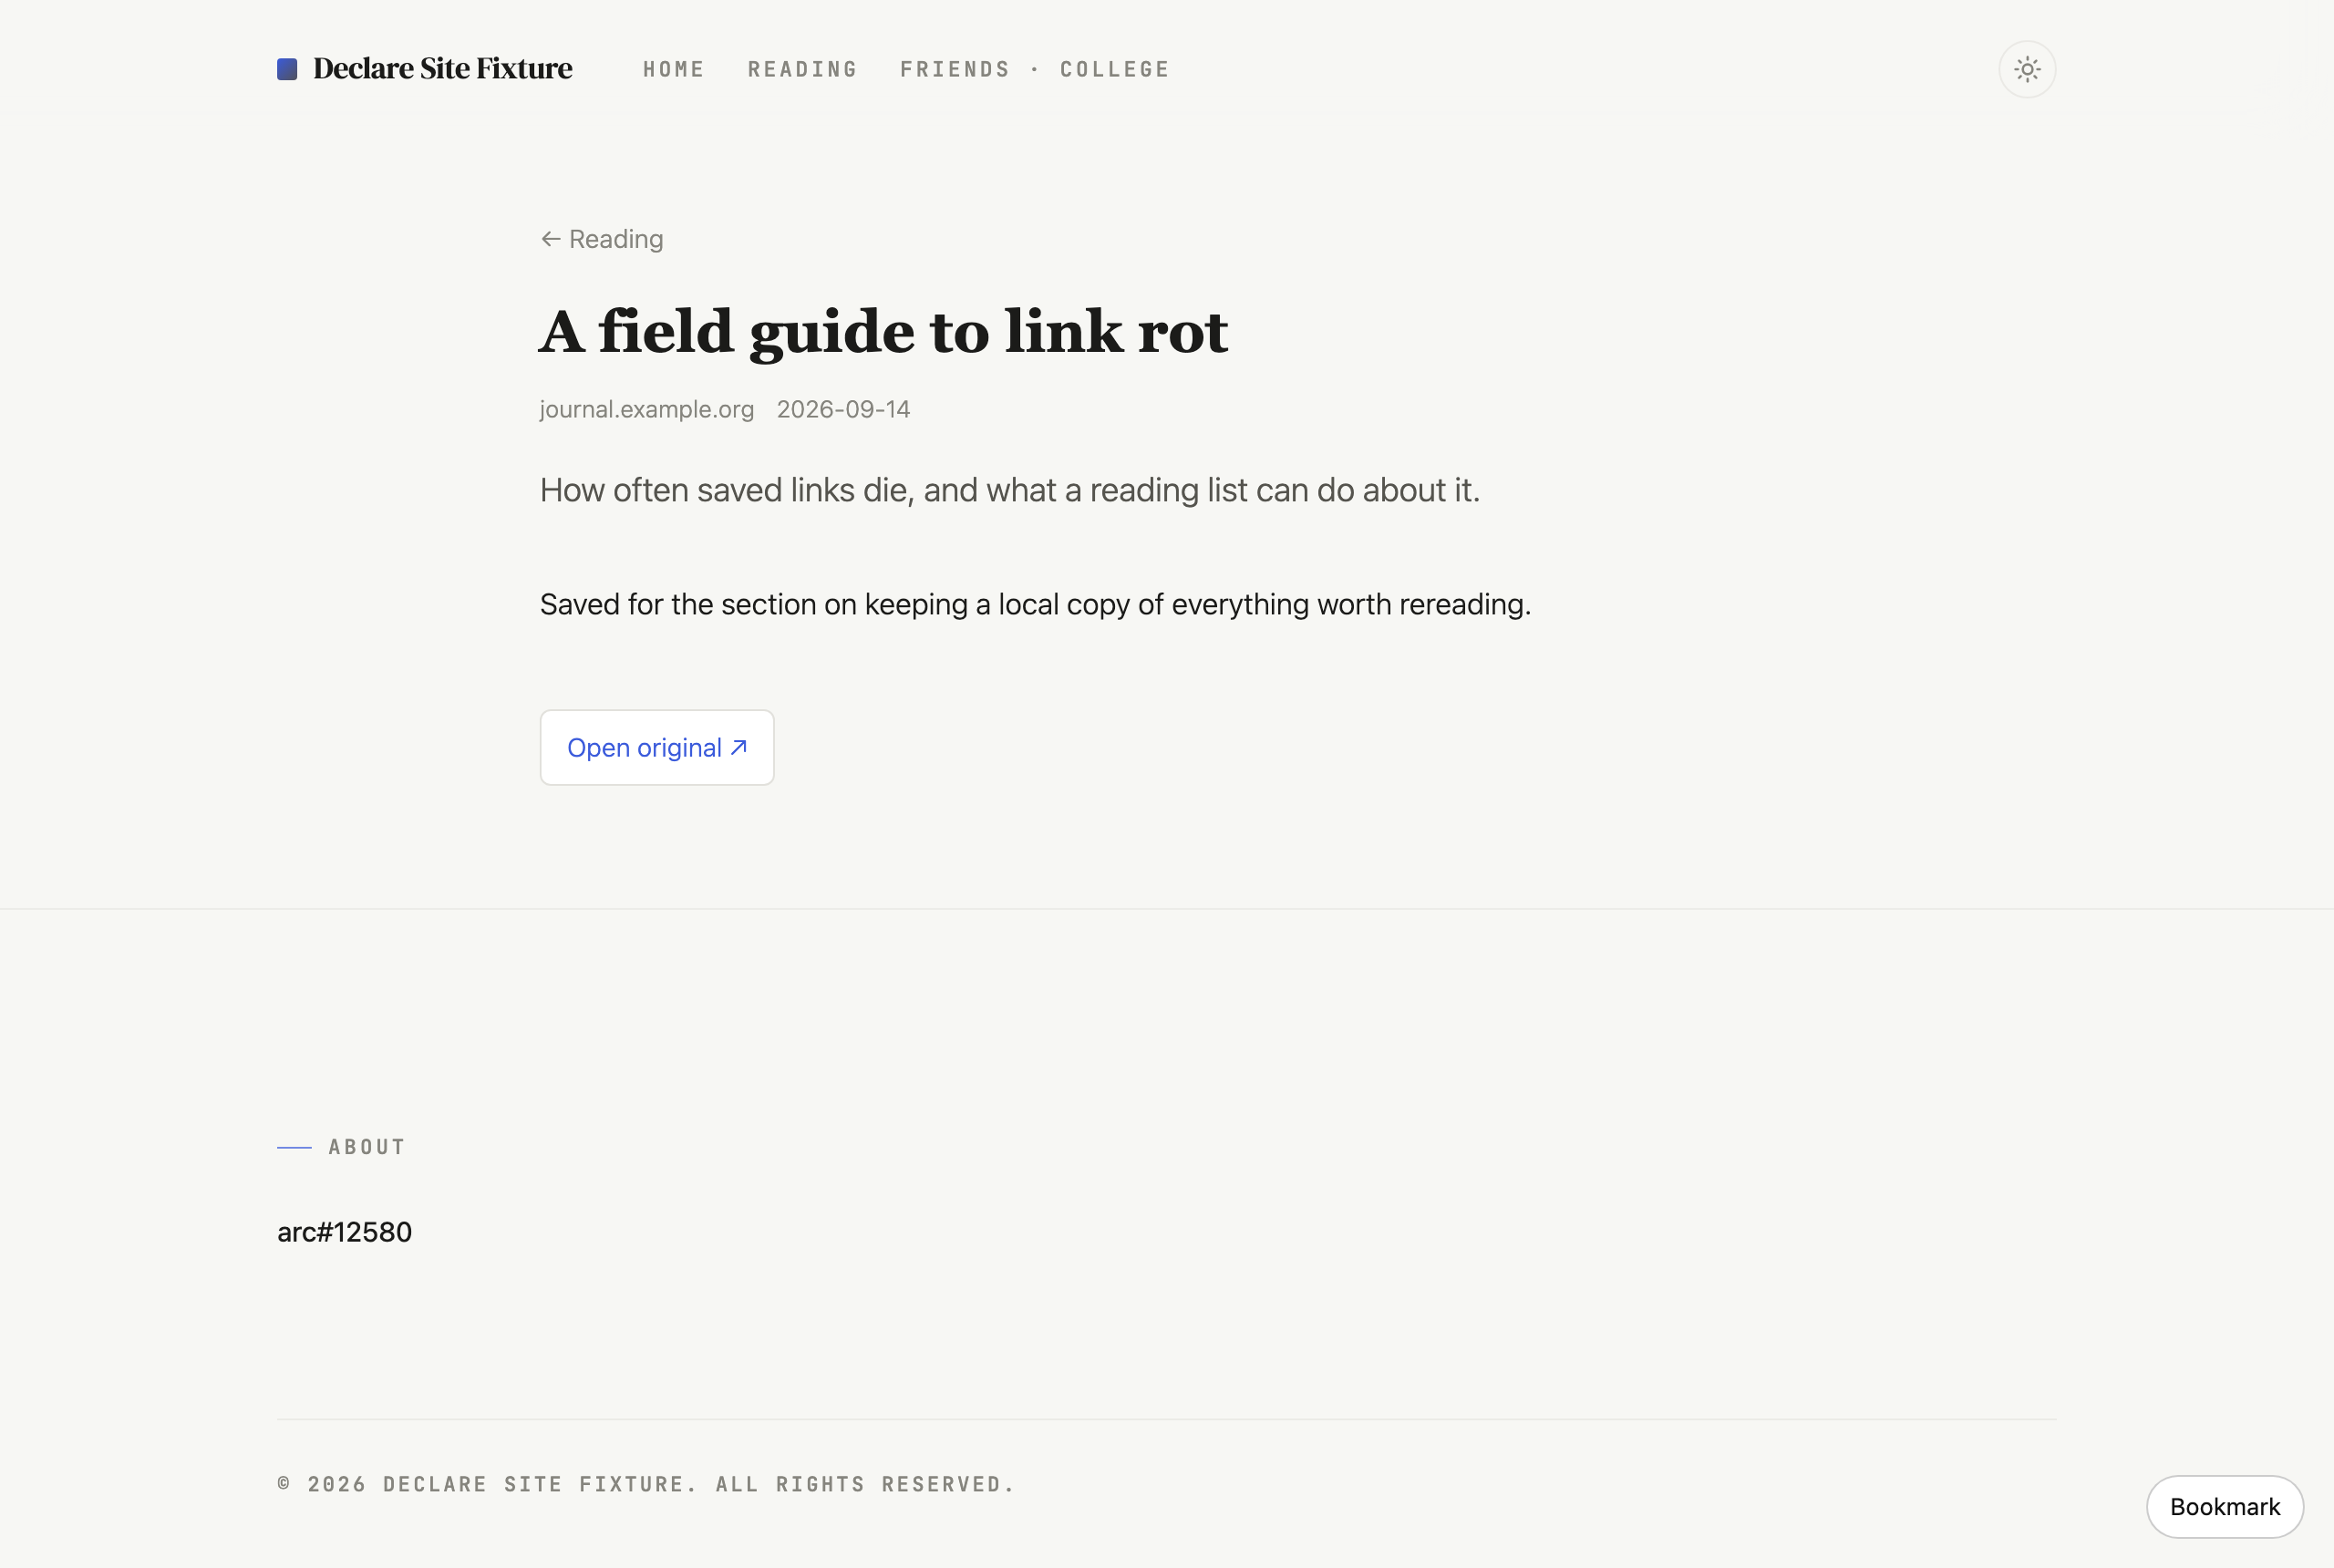 Declare Site Fixture
HOME READING FRIENDS · COLLEGE
← Reading
A field guide to link rot
journal.example.org 2026-09-14
How often saved links die, and what a reading list can do about it.
Saved for the section on keeping a local copy of everything worth rereading.
Open original ↗
ABOUT
arc#12580
© 2026 DECLARE SITE FIXTURE. ALL RIGHTS RESERVED.
Bookmark